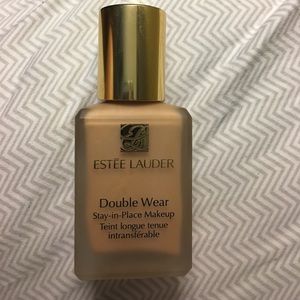 ESTĒE LAUDER
Double Wear
Stay-in-Place Makeup
Teint longue tenue
intransférable